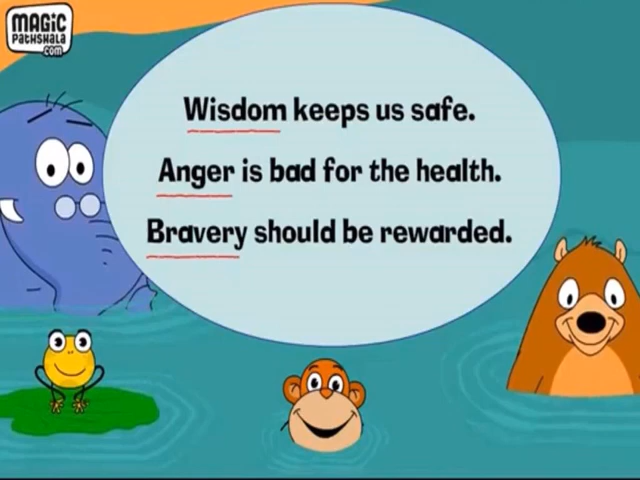 MAGIC
PATHSHALA
.com
Wisdom keeps us safe.
Anger is bad for the health.
Bravery should be rewarded.